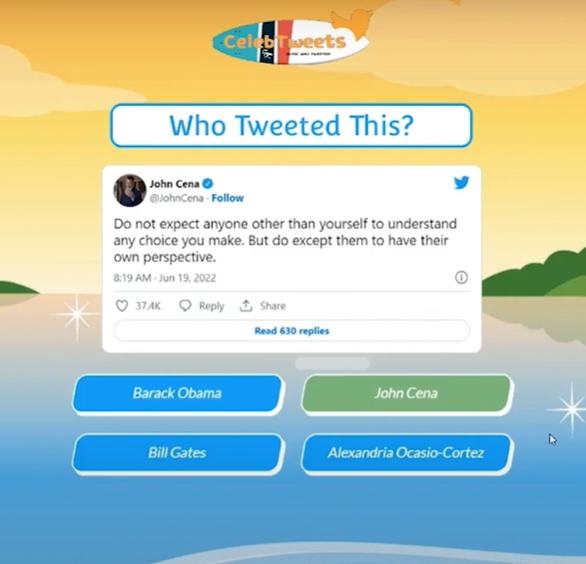 CelebTweets
Who Tweeted This?
John Cena
@JohnCena · Follow
Do not expect anyone other than yourself to understand
any choice you make. But do except them to have their
own perspective.
8:19 AM · Jun 19, 2022
37.4K Reply Share
Read 630 replies
Barack Obama John Cena
Bill Gates Alexandria Ocasio-Cortez